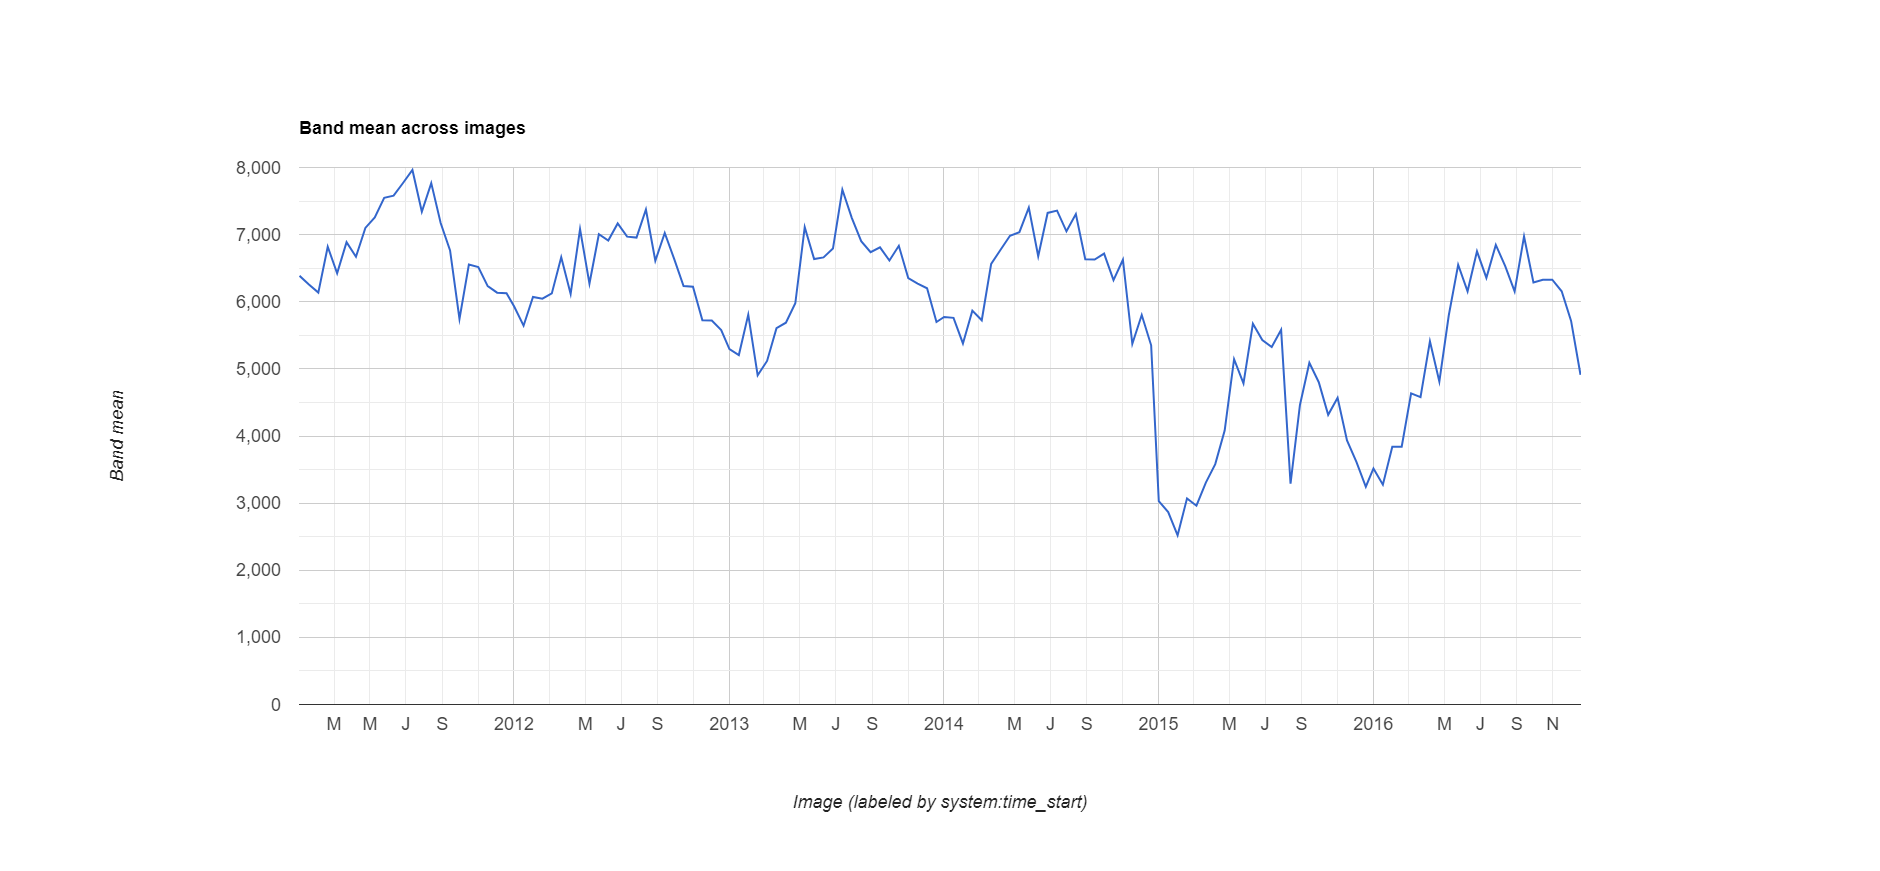 Band mean across images
8,000
7,000
6,000
5,000
4,000
3,000
2,000
1,000
0
Band mean
M M J S 2012 M J S 2013 M J S 2014 M J S 2015 M J S 2016 M J S N
Image (labeled by system:time_start)